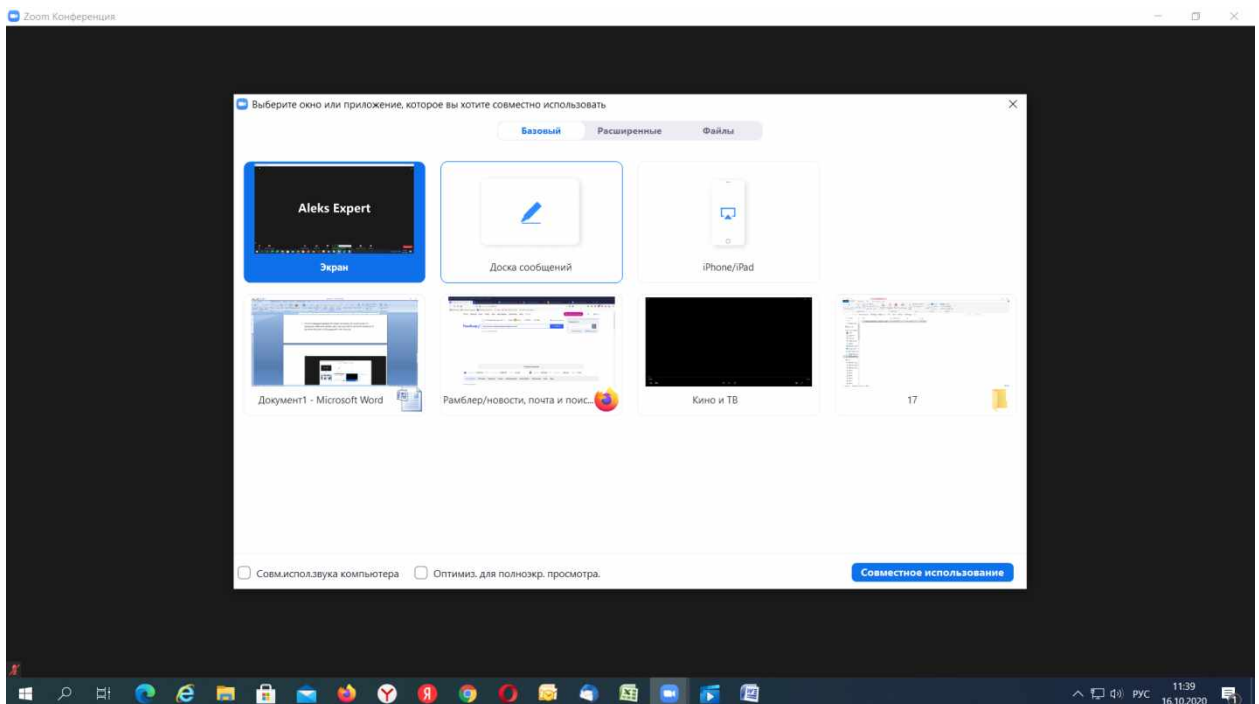 Zoom Конференция
Выберите окно или приложение, которое вы хотите совместно использовать
Базовый Расширенные Файлы
Aleks Expert
Экран
Доска сообщений
iPhone/iPad
Документ1 - Microsoft Word
Рамблер/новости, почта и поис...
Кино и ТВ
17
Совм.испол.звука компьютера
Оптимиз. для полноэкр. просмотра.
Совместное использование
РУС
11:39
16.10.2020
1